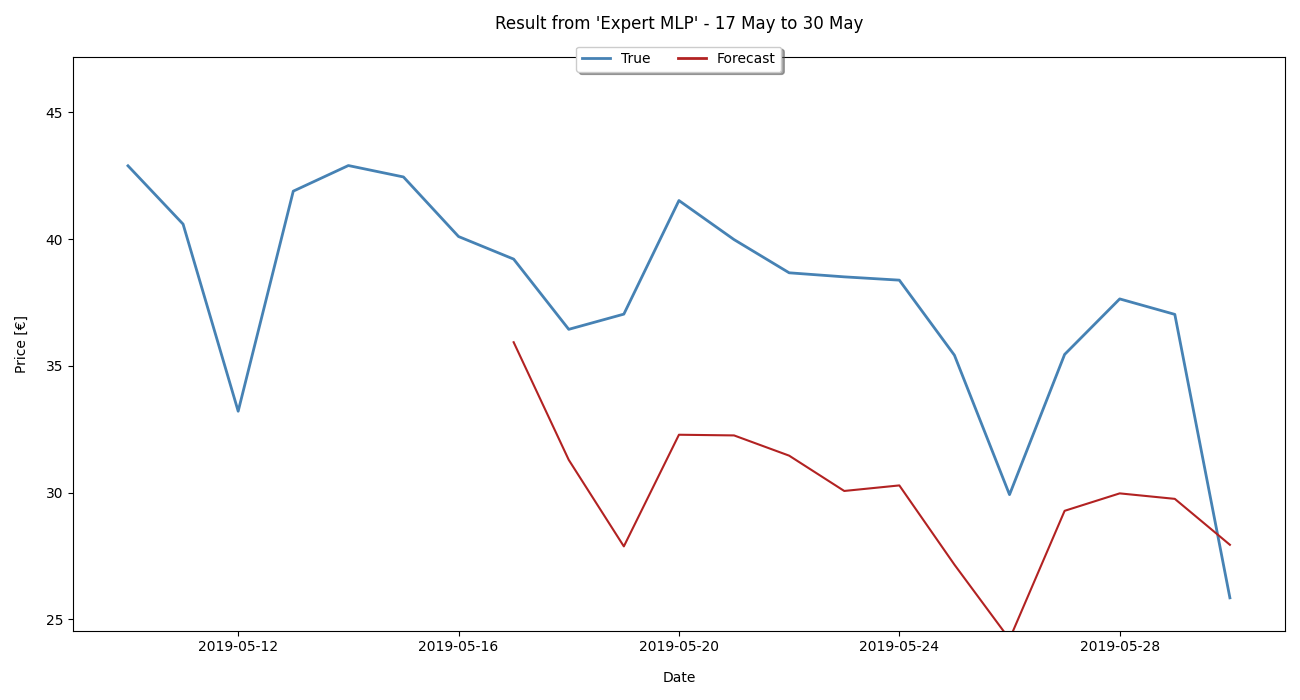 Result from 'Expert MLP' - 17 May to 30 May
True Forecast
45
40
35
30
25
Price [€]
2019-05-12 2019-05-16 2019-05-20 2019-05-24 2019-05-28
Date